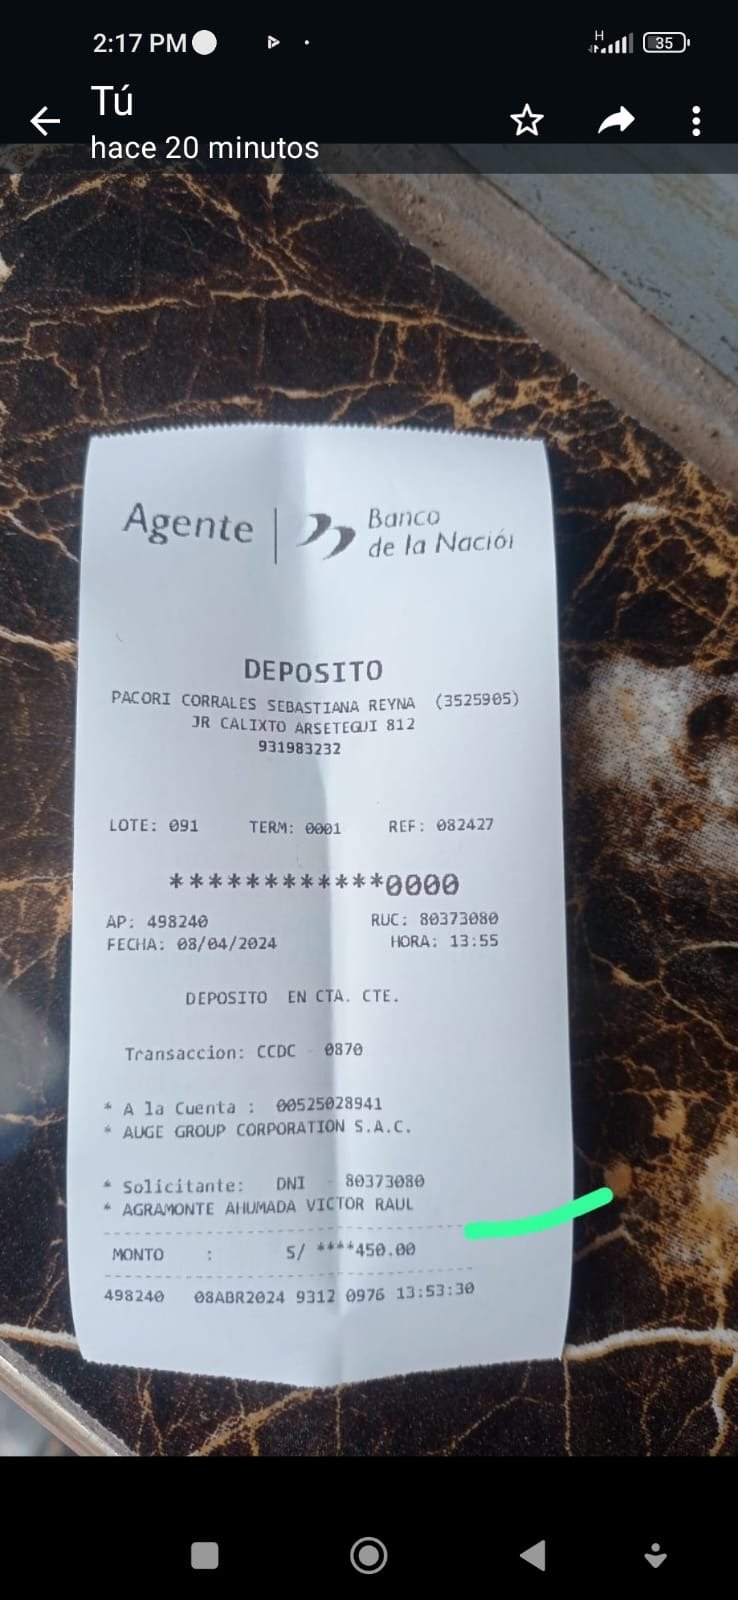 2:17 PM
H
35
Tú
hace 20 minutos
Agente
Banco
de la Nació
DEPOSITO
PACORI CORRALES SEBASTIANA REYNA (3525905)
JR CALIXTO ARSETEGUI 812
931983232
LOTE: 091 TERM: 0001 REF: 082427
************0000
AP: 498240 RUC: 80373080
FECHA: 08/04/2024 HORA: 13:55
DEPOSITO EN CTA. CTE.
Transaccion: CCDC - 0870
* A la Cuenta : 00525028941
* AUGE GROUP CORPORATION S.A.C.
* Solicitante: DNI - 80373080
* AGRAMONTE AHUMADA VICTOR RAUL
MONTO : S/ ****450.00
498240 08ABR2024 9312 0976 13:53:30